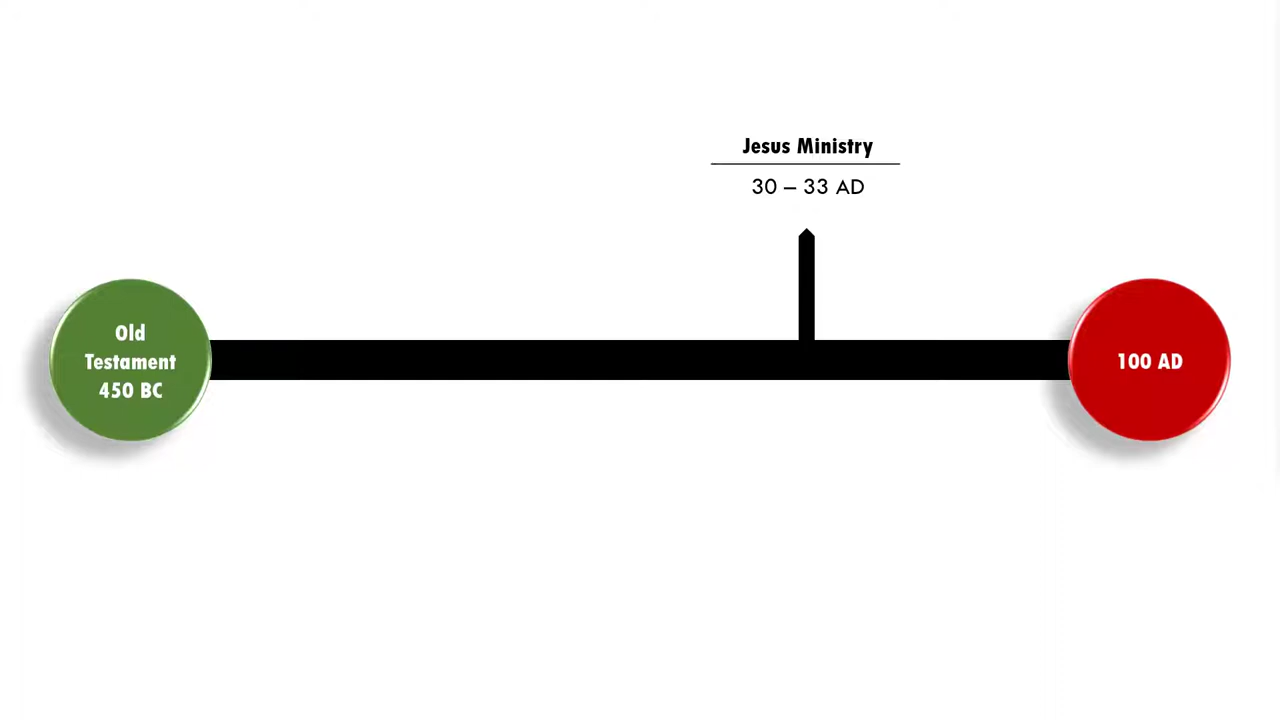 Jesus Ministry
30 – 33 AD
Old
Testament
450 BC
100 AD